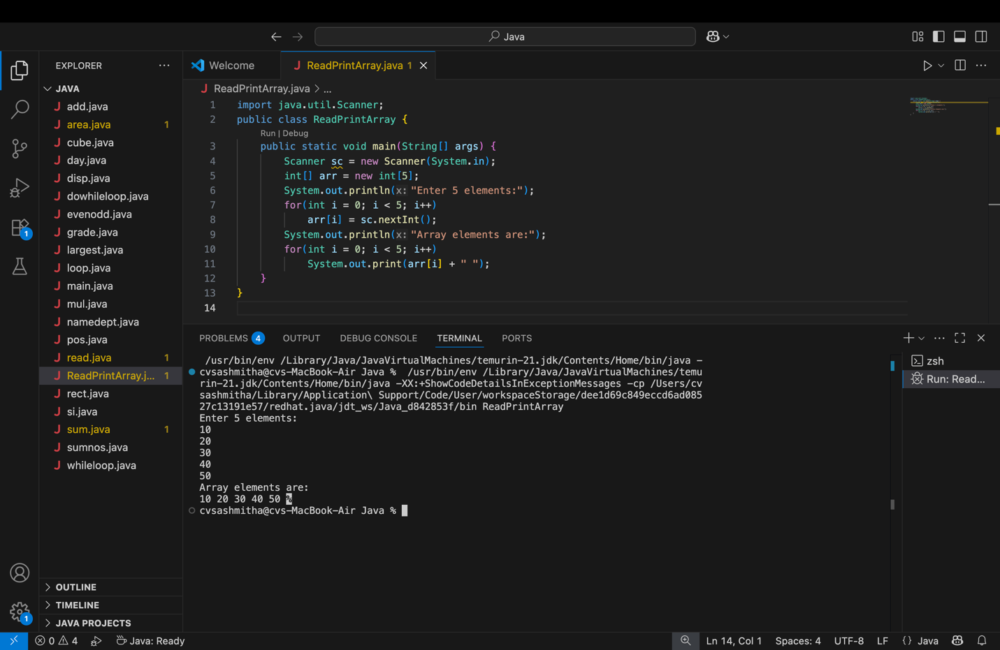 Java
EXPLORER
Welcome
ReadPrintArray.java 1
JAVA
add.java
area.java 1
cube.java
day.java
disp.java
dowhileloop.java
evenodd.java
grade.java
largest.java
loop.java
main.java
mul.java
namedept.java
pos.java
read.java 1
ReadPrintArray.j... 1
rect.java
si.java
sum.java 1
sumnos.java
whileloop.java
OUTLINE
TIMELINE
JAVA PROJECTS
1
1
ReadPrintArray.java > ...
1 import java.util.Scanner;
2 public class ReadPrintArray {
Run | Debug
3 public static void main(String[] args) {
4 Scanner sc = new Scanner(System.in);
5 int[] arr = new int[5];
6 System.out.println(x: "Enter 5 elements:");
7 for(int i = 0; i < 5; i++)
8 arr[i] = sc.nextInt();
9 System.out.println(x: "Array elements are:");
10 for(int i = 0; i < 5; i++)
11 System.out.print(arr[i] + " ");
12 }
13 }
14
PROBLEMS 4 OUTPUT DEBUG CONSOLE TERMINAL PORTS
/usr/bin/env /Library/Java/JavaVirtualMachines/temurin-21.jdk/Contents/Home/bin/java -
cvsashmitha@cvs-MacBook-Air Java %  /usr/bin/env /Library/Java/JavaVirtualMachines/temu
rin-21.jdk/Contents/Home/bin/java -XX:+ShowCodeDetailsInExceptionMessages -cp /Users/cv
sashmitha/Library/Application\ Support/Code/User/workspaceStorage/dee1d69c849eccd6ad085
27c13191e57/redhat.java/jdt_ws/Java_d842853f/bin ReadPrintArray
Enter 5 elements:
10
20
30
40
50
Array elements are:
10 20 30 40 50 %
cvsashmitha@cvs-MacBook-Air Java %
zsh
Run: Read...
0 4 Java: Ready
Ln 14, Col 1 Spaces: 4 UTF-8 LF {} Java